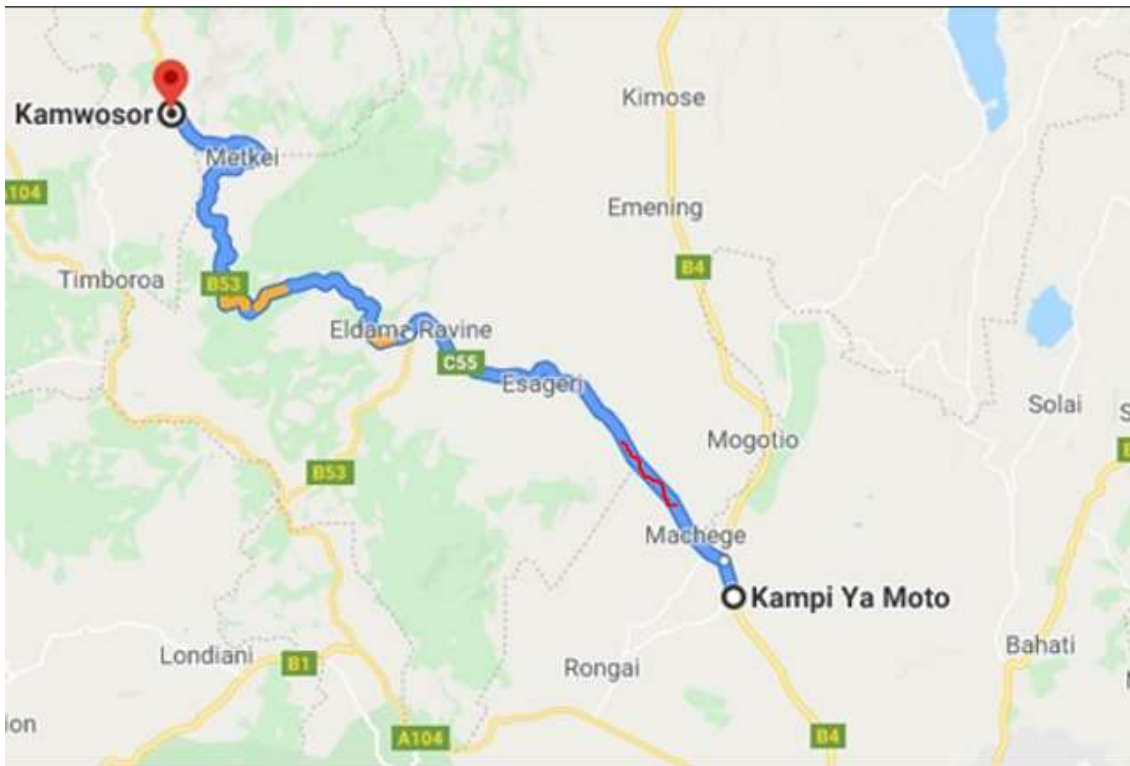 Kimose
Kamwosor
Metkei
A104
Emening
B4
Timboroa
B53
Eldama Ravine
C55
Esageri
Solai
S
Mogotio
B53
Machege
Kampi Ya Moto
Bahati
Londiani
B1
Rongai
ion
A104
B4